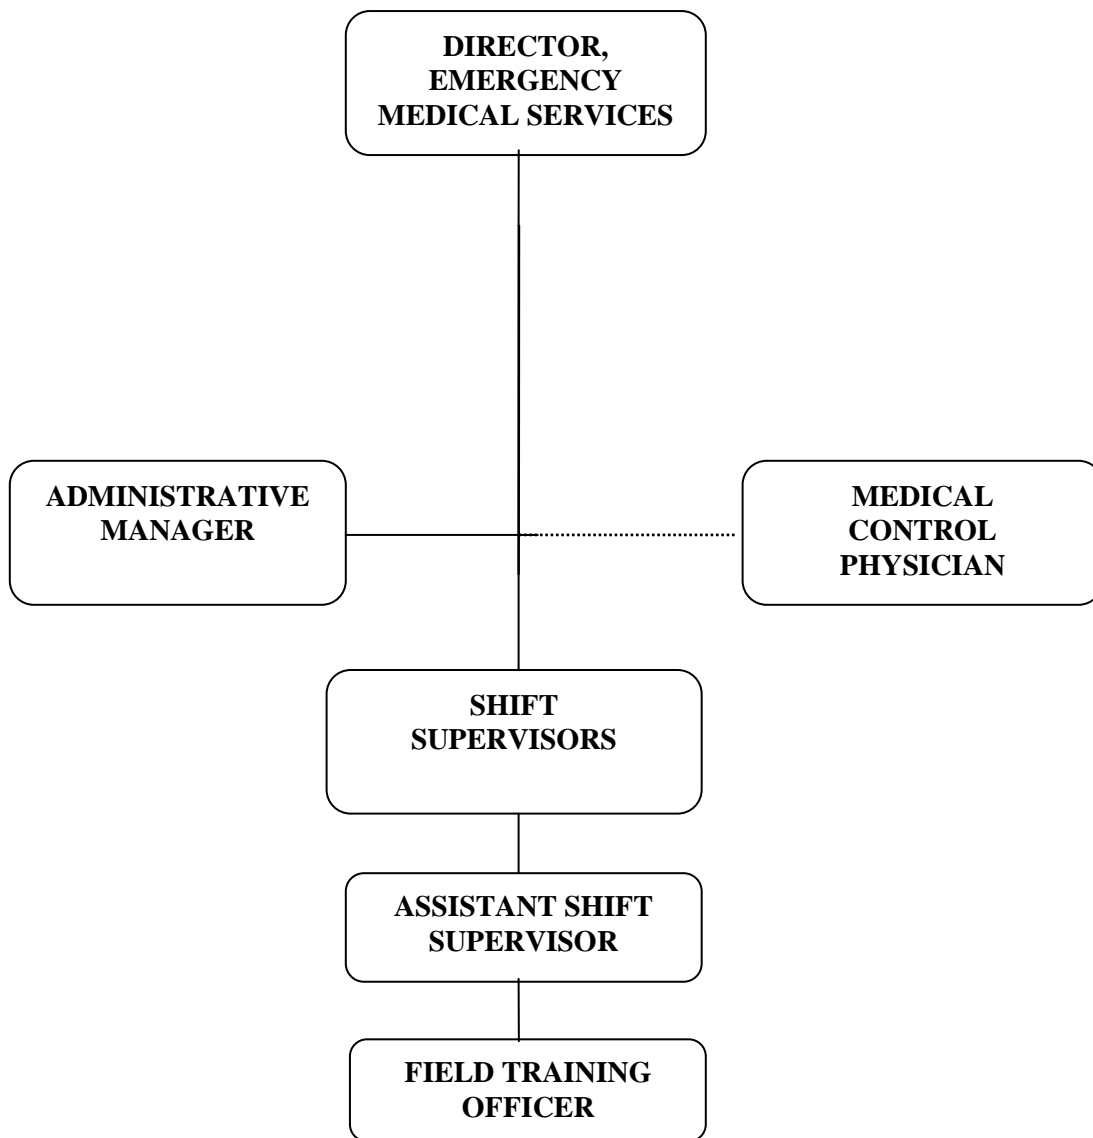 DIRECTOR,
EMERGENCY
MEDICAL SERVICES
ADMINISTRATIVE
MANAGER
MEDICAL
CONTROL
PHYSICIAN
SHIFT
SUPERVISORS
ASSISTANT SHIFT
SUPERVISOR
FIELD TRAINING
OFFICER